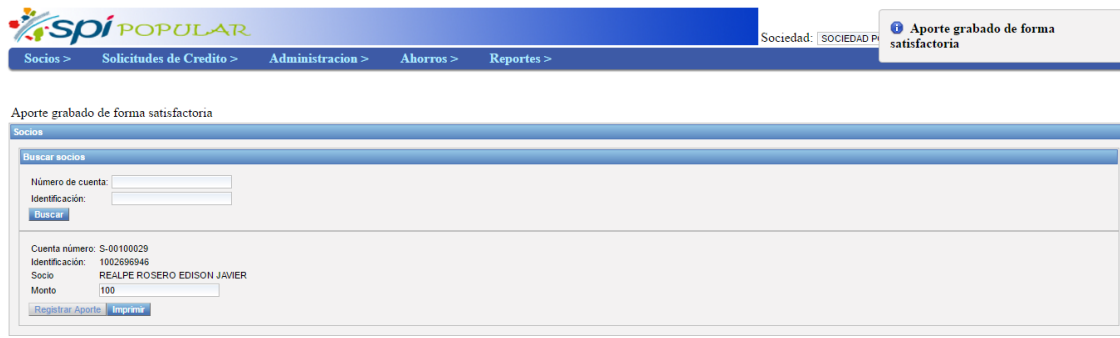 spi POPULAR
Sociedad: SOCIEDAD
Aporte grabado de forma
satisfactoria
Socios > Solicitudes de Credito > Administracion > Ahorros > Reportes >
Aporte grabado de forma satisfactoria
Socios
Buscar socios
Número de cuenta:
Identificación:
Buscar
Cuenta número: S-00100029
Identificación: 1002696946
Socio REALPE ROSERO EDISON JAVIER
Monto 100
Registrar Aporte Imprimir